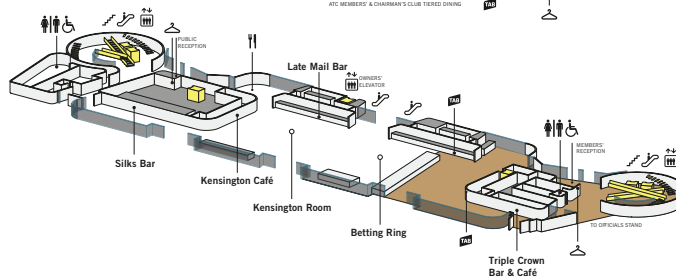 ATC MEMBERS' & CHAIRMAN'S CLUB TIERED DINING
TAB
PUBLIC
RECEPTION
Late Mail Bar
OWNERS'
ELEVATOR
TAB
MEMBERS'
RECEPTION
Silks Bar
Kensington Café
Kensington Room
Betting Ring
TAB
TO OFFICIALS STAND
Triple Crown
Bar & Café